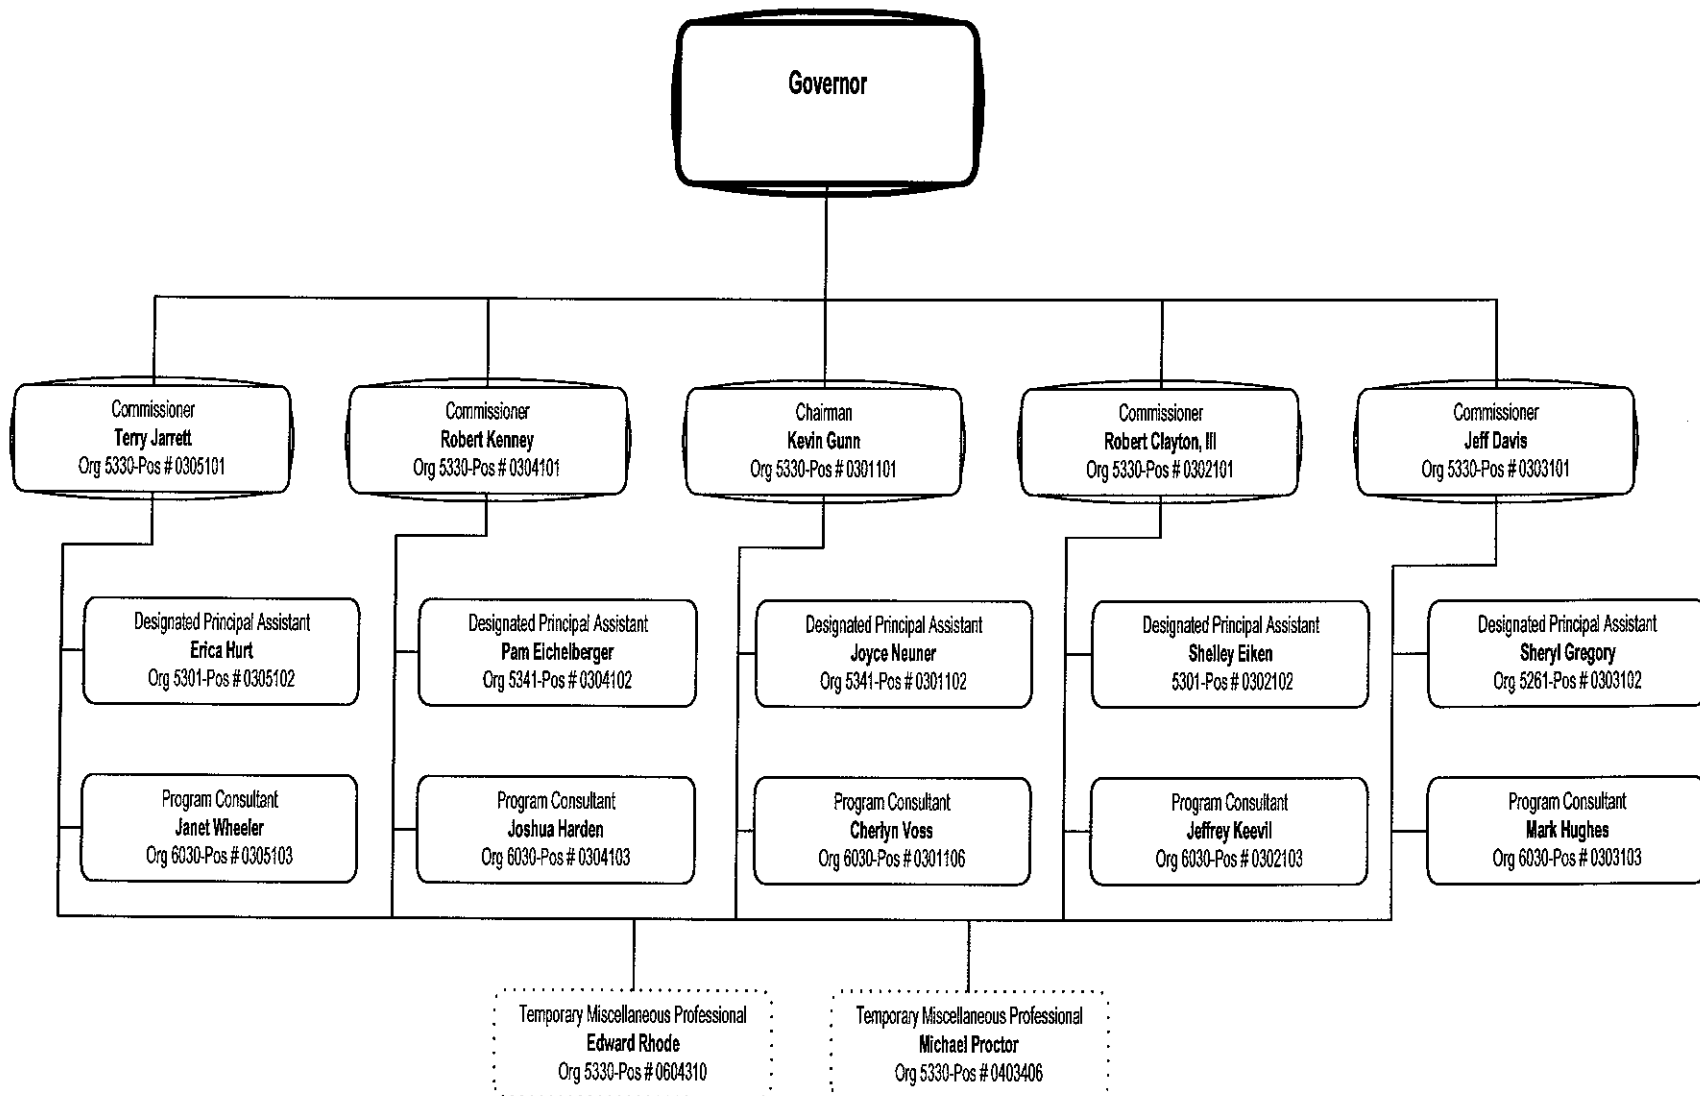 Governor
Commissioner
Terry Jarrett
Org 5330-Pos # 0305101
Commissioner
Robert Kenney
Org 5330-Pos # 0304101
Chairman
Kevin Gunn
Org 5330-Pos # 0301101
Commissioner
Robert Clayton, III
Org 5330-Pos # 0302101
Commissioner
Jeff Davis
Org 5330-Pos # 0303101
Designated Principal Assistant
Erica Hurt
Org 5301-Pos # 0305102
Designated Principal Assistant
Pam Eichelberger
Org 5341-Pos # 0304102
Designated Principal Assistant
Joyce Neuner
Org 5341-Pos # 0301102
Designated Principal Assistant
Shelley Eiken
5301-Pos # 0302102
Designated Principal Assistant
Sheryl Gregory
Org 5261-Pos # 0303102
Program Consultant
Janet Wheeler
Org 6030-Pos # 0305103
Program Consultant
Joshua Harden
Org 6030-Pos # 0304103
Program Consultant
Cherlyn Voss
Org 6030-Pos # 0301106
Program Consultant
Jeffrey Keevil
Org 6030-Pos # 0302103
Program Consultant
Mark Hughes
Org 6030-Pos # 0303103
Temporary Miscellaneous Professional
Edward Rhode
Org 5330-Pos # 0604310
Temporary Miscellaneous Professional
Michael Proctor
Org 5330-Pos # 0403406